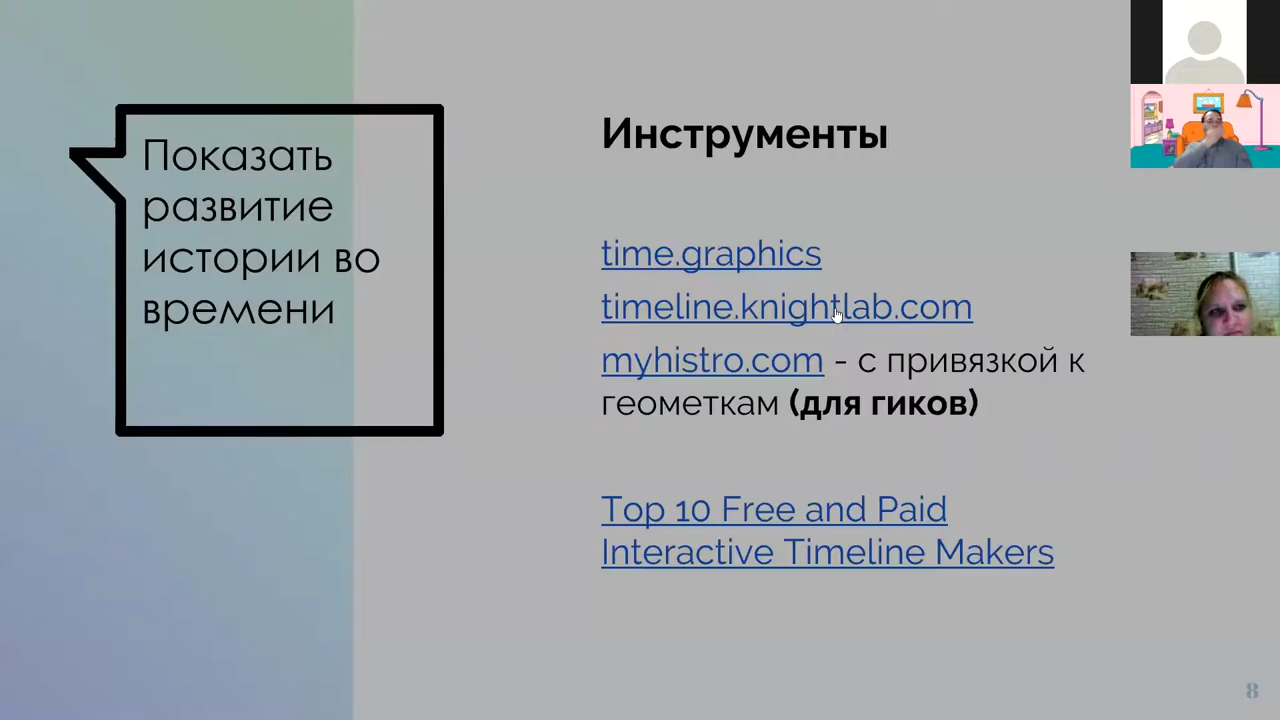 Показать
развитие
истории во
времени
Инструменты
time.graphics
timeline.knightlab.com
myhistro.com - с привязкой к
геометкам (для гиков)
Top 10 Free and Paid
Interactive Timeline Makers
8